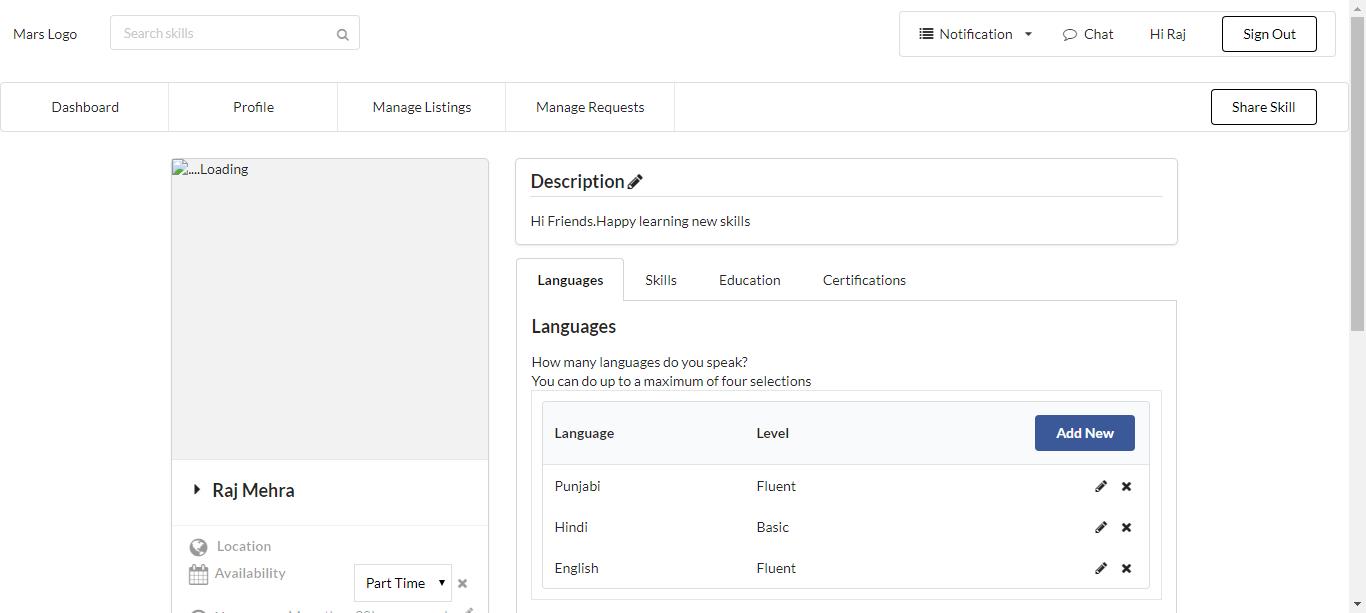 Mars Logo
Search skills
Notification
Chat
Hi Raj
Sign Out
Dashboard
Profile
Manage Listings
Manage Requests
Share Skill
....Loading
Raj Mehra
Location
Availability
Part Time
Description
Hi Friends.Happy learning new skills
Languages
Skills
Education
Certifications
Languages
How many languages do you speak?
You can do up to a maximum of four selections
Language
Level
Add New
Punjabi
Fluent
Hindi
Basic
English
Fluent